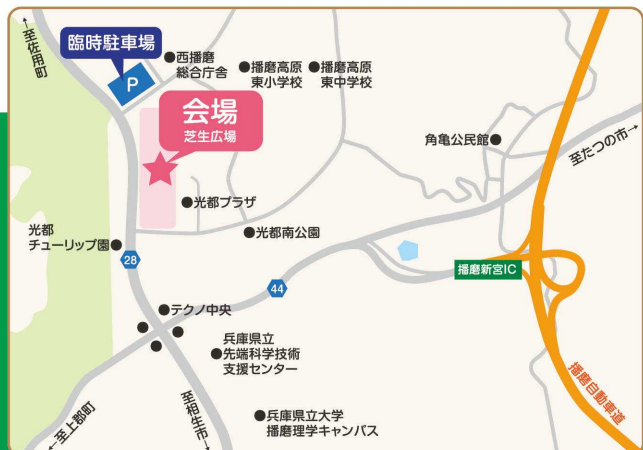 ←至佐用町
臨時駐車場
P
西播磨
総合庁舎
播磨高原
東小学校
播磨高原
東中学校
会場
芝生広場
角亀公民館
至たつの市→
光都プラザ
光都
チューリップ園
光都南公園
28
44
播磨新宮IC
テクノ中央
兵庫県立
先端科学技術
支援センター
播磨自動車道
←至上郡町
至相生市→
兵庫県立大学
播磨理学キャンパス